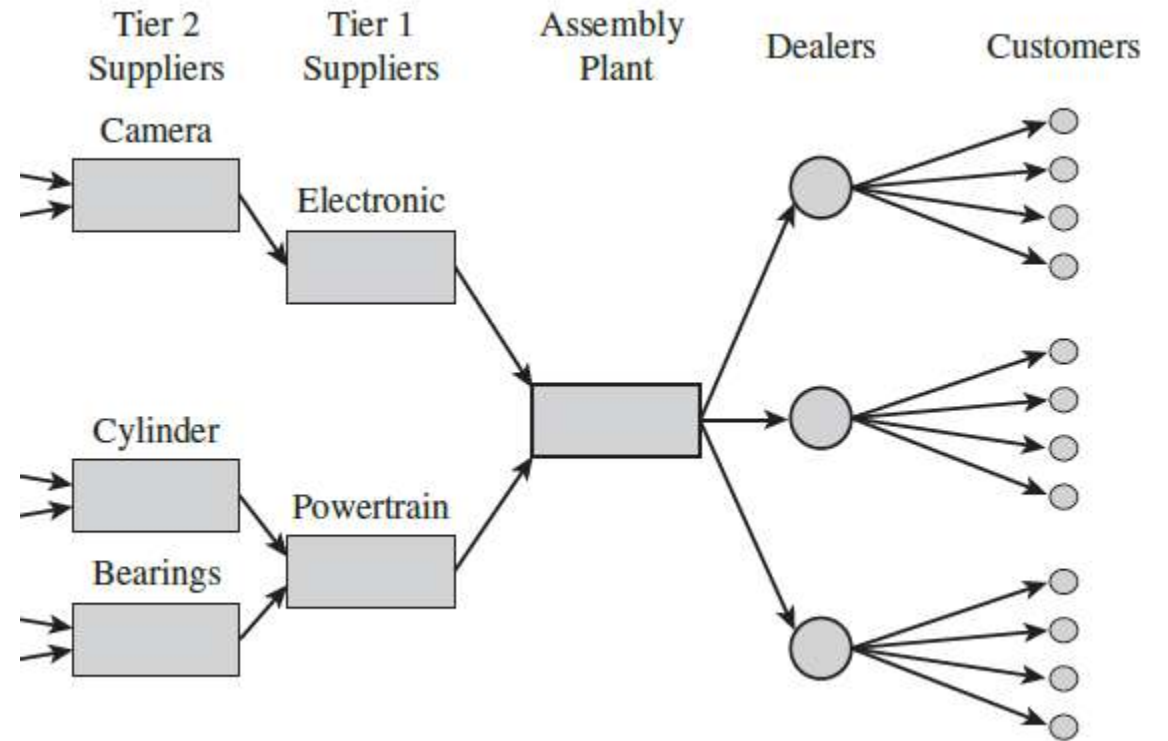 Tier 2
Suppliers
Tier 1
Suppliers
Assembly
Plant
Dealers
Customers
Camera
Electronic
Cylinder
Powertrain
Bearings